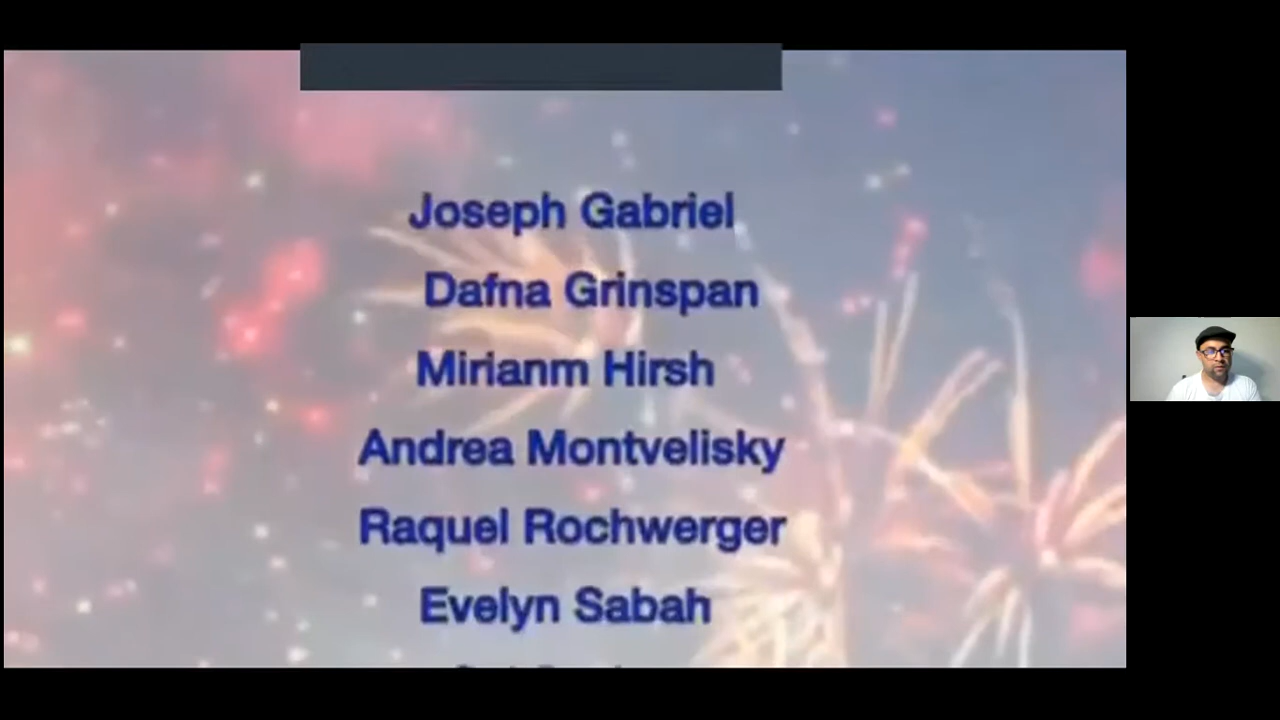 Joseph Gabriel
Dafna Grinspan
Mirianm Hirsh
Andrea Montvelisky
Raquel Rochwerger
Evelyn Sabah